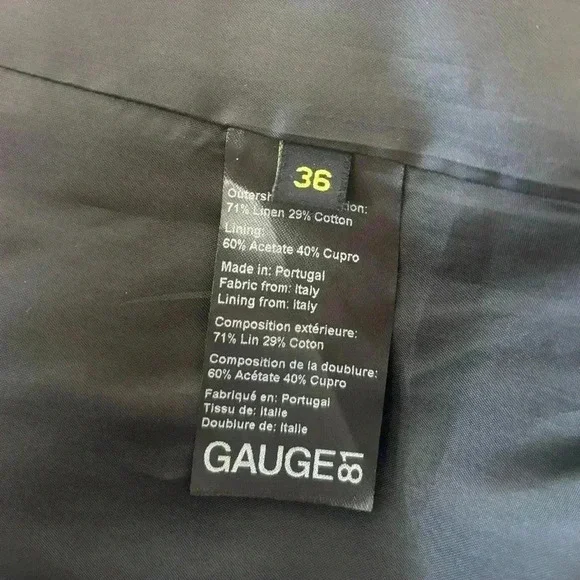 36
71% Linen 29% Cotton
Lining:
60% Acetate 40% Cupro
Made in: Portugal
Fabric from: Italy
Lining from: Italy
Composition extérieure:
71% Lin 29% Coton
Composition de la doublure:
60% Acétate 40% Cupro
Fabriqué en: Portugal
Tissu de: Italie
Doublure de: Italie
GAUGE81